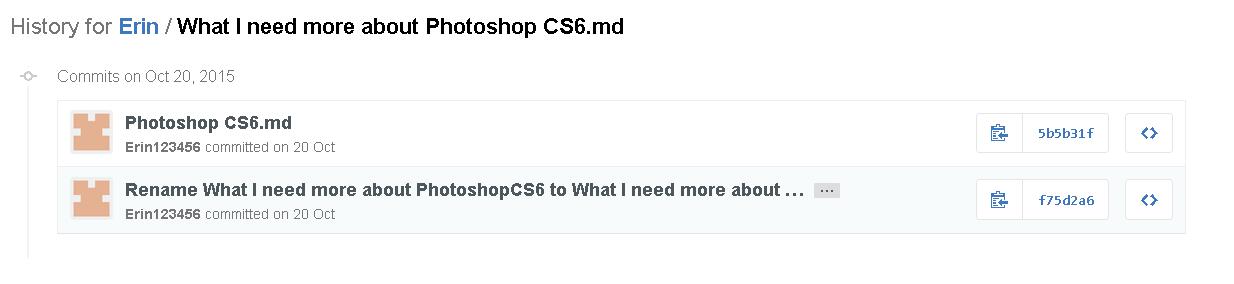 History for Erin / What I need more about Photoshop CS6.md
Commits on Oct 20, 2015
Photoshop CS6.md
Erin123456 committed on 20 Oct
5b5b31f
Rename What I need more about PhotoshopCS6 to What I need more about … …
Erin123456 committed on 20 Oct
f75d2a6